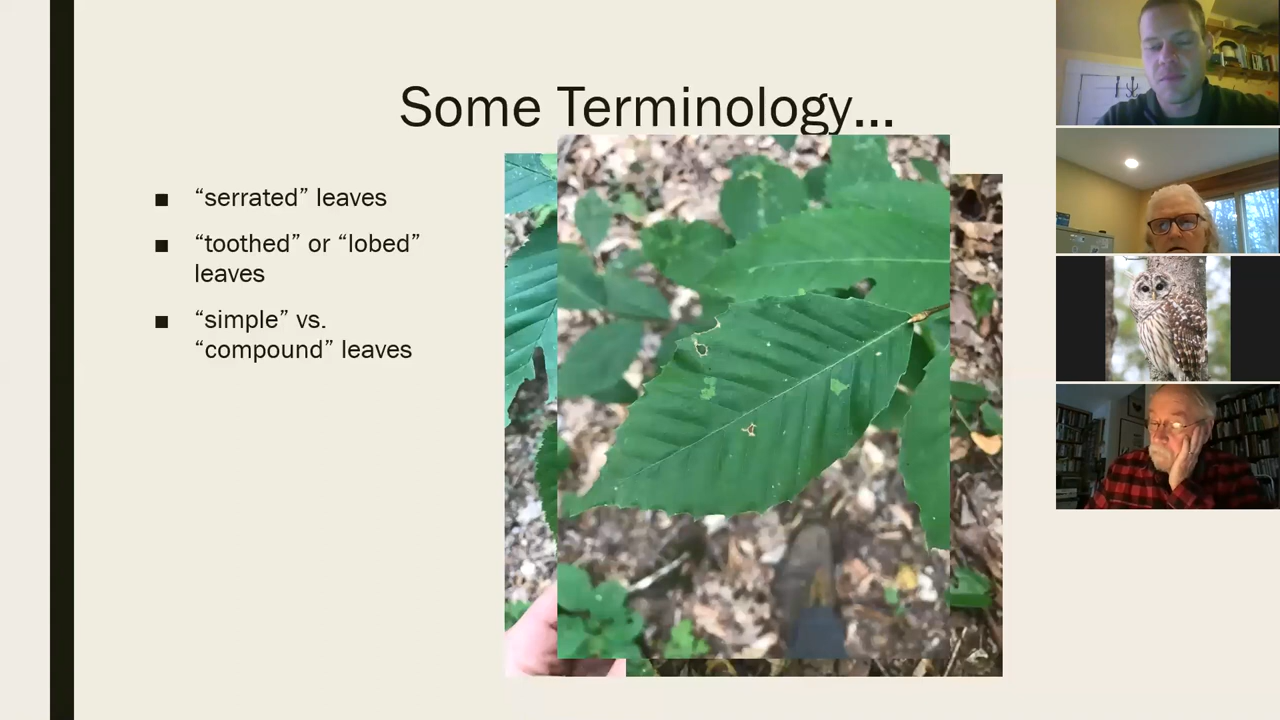 Some Terminology...
■ “serrated” leaves
■ “toothed” or “lobed”
leaves
■ “simple” vs.
“compound” leaves